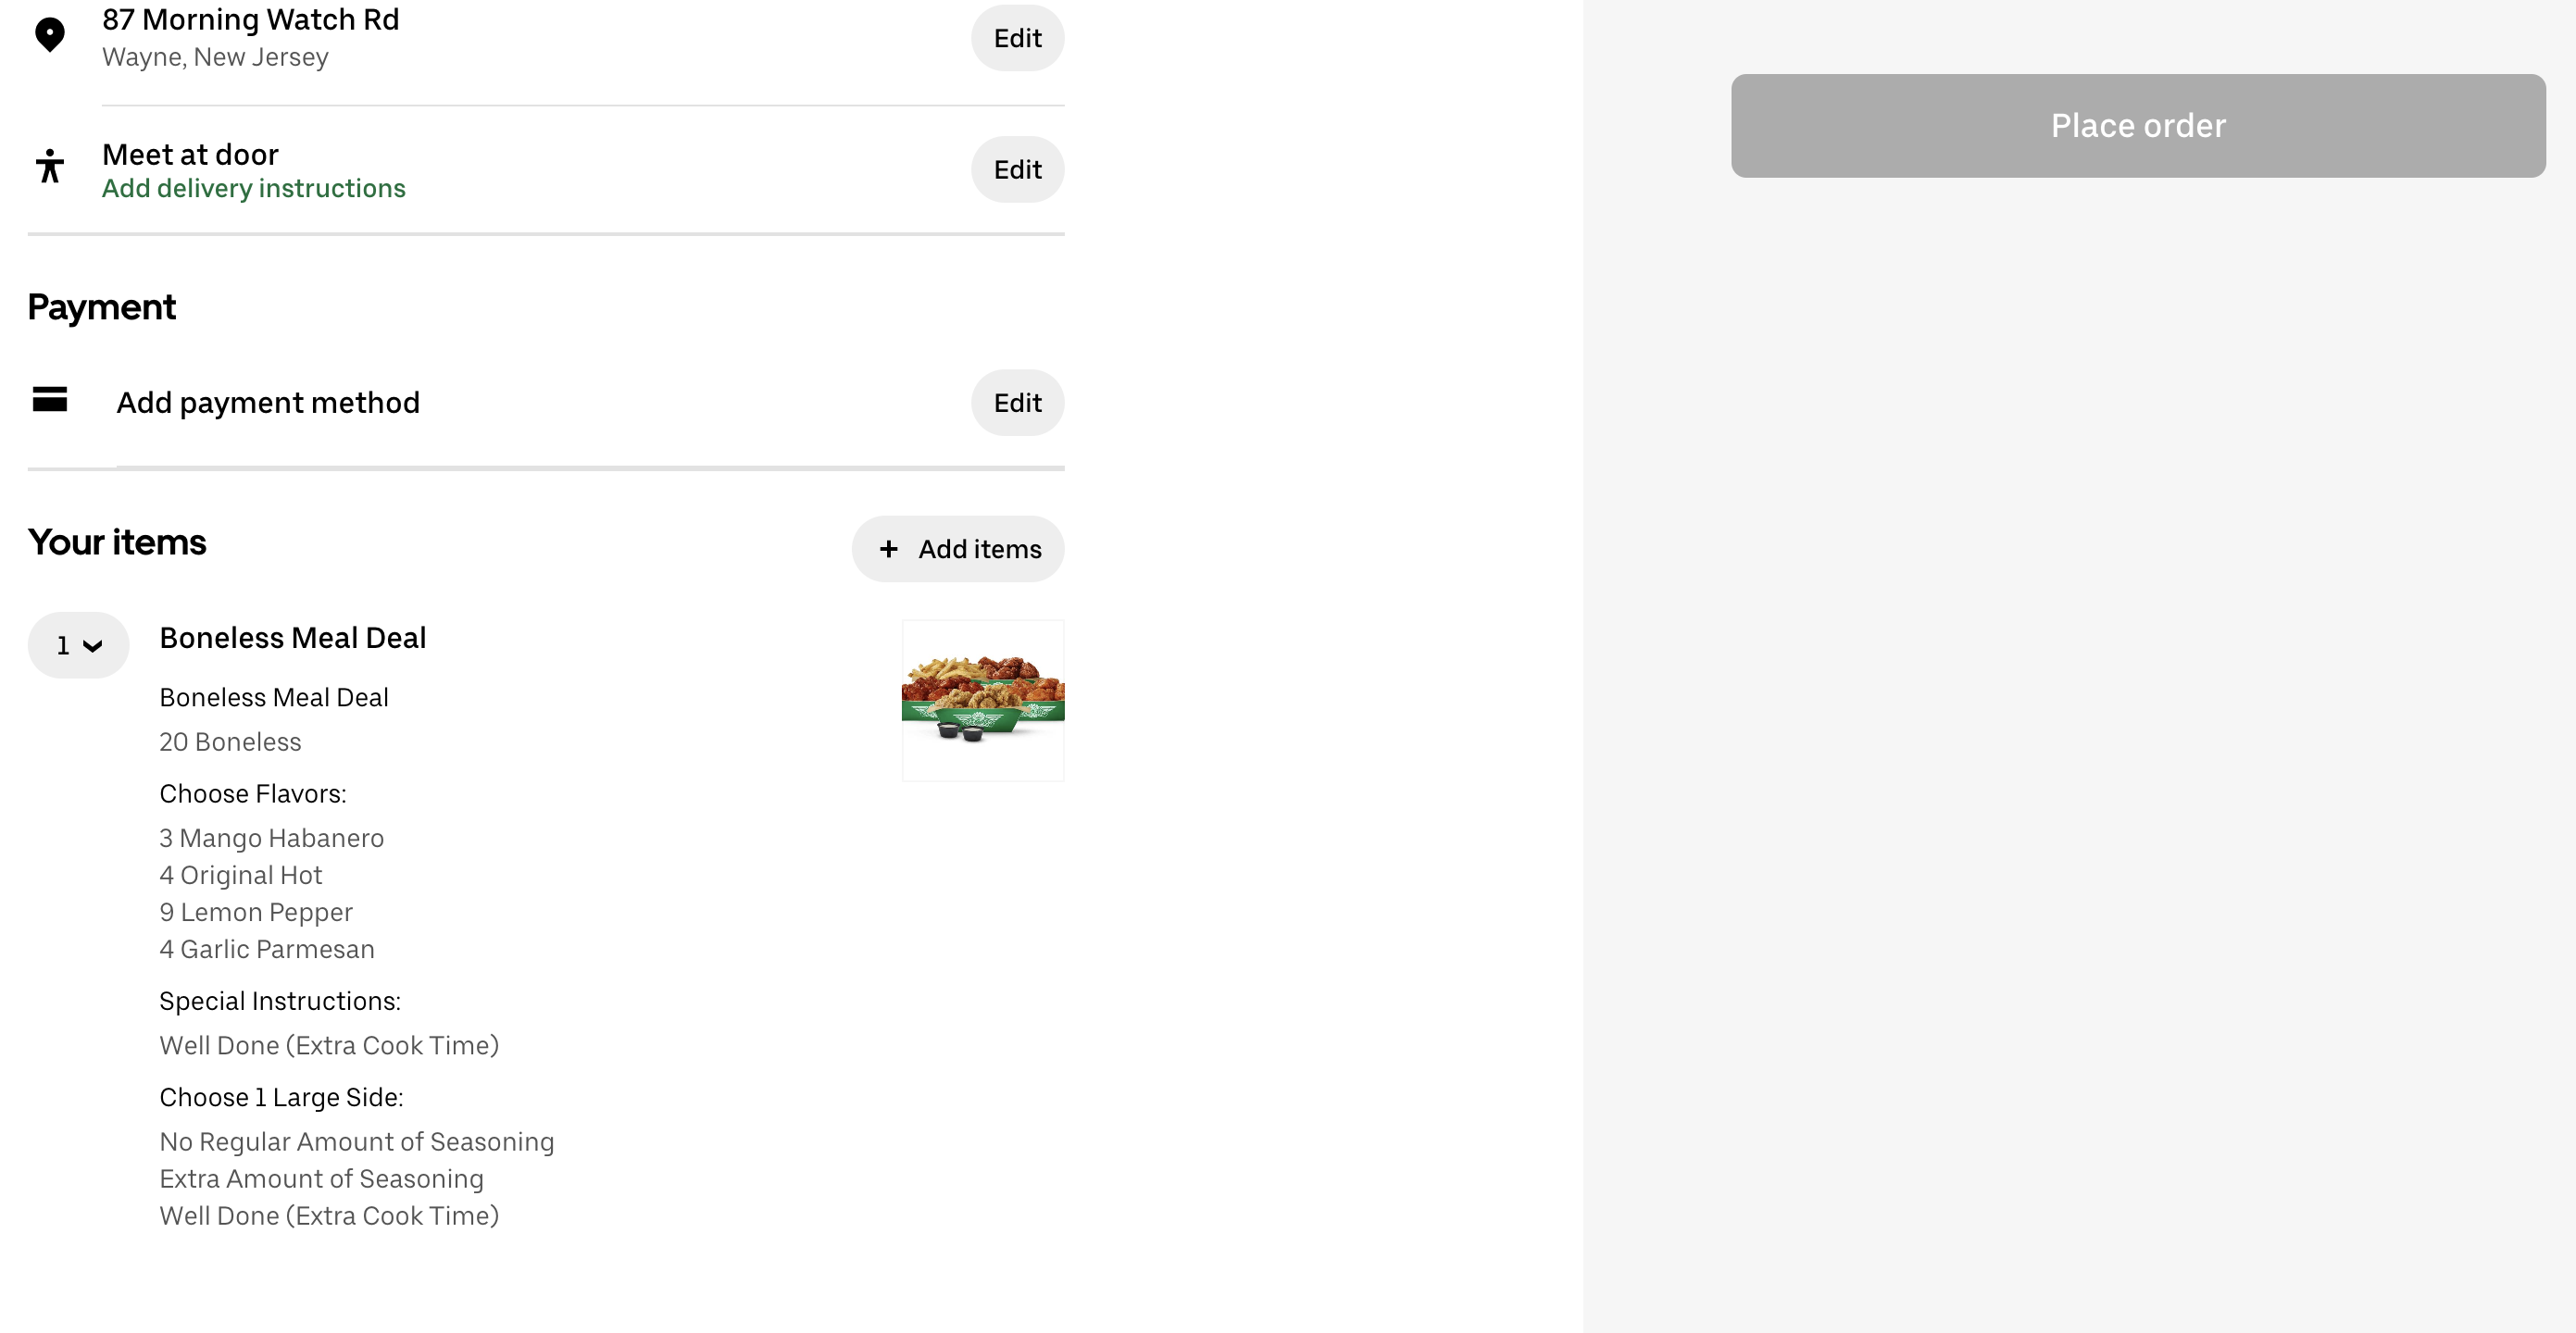 87 Morning Watch Rd
Wayne, New Jersey
Edit
Meet at door
Add delivery instructions
Edit
Place order
Payment
Add payment method
Edit
Your items
+ Add items
1
Boneless Meal Deal
Boneless Meal Deal
20 Boneless
Choose Flavors:
3 Mango Habanero
4 Original Hot
9 Lemon Pepper
4 Garlic Parmesan
Special Instructions:
Well Done (Extra Cook Time)
Choose 1 Large Side:
No Regular Amount of Seasoning
Extra Amount of Seasoning
Well Done (Extra Cook Time)